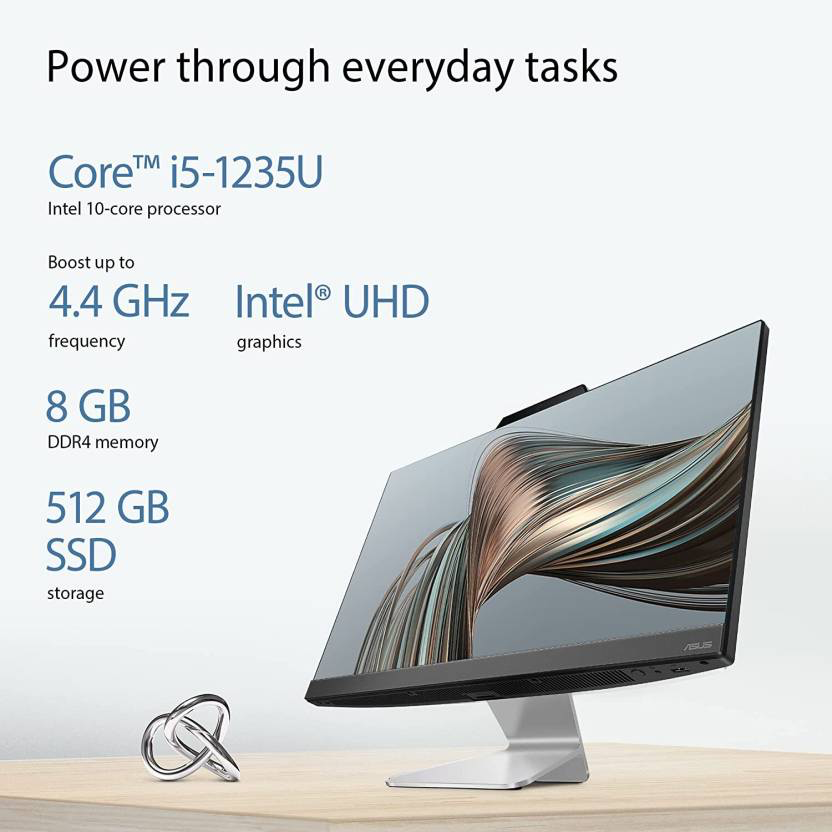 Power through everyday tasks
Core™ i5-1235U
Intel 10-core processor
Boost up to
4.4 GHz
frequency
Intel® UHD
graphics
8 GB
DDR4 memory
512 GB
SSD
storage
ASUS